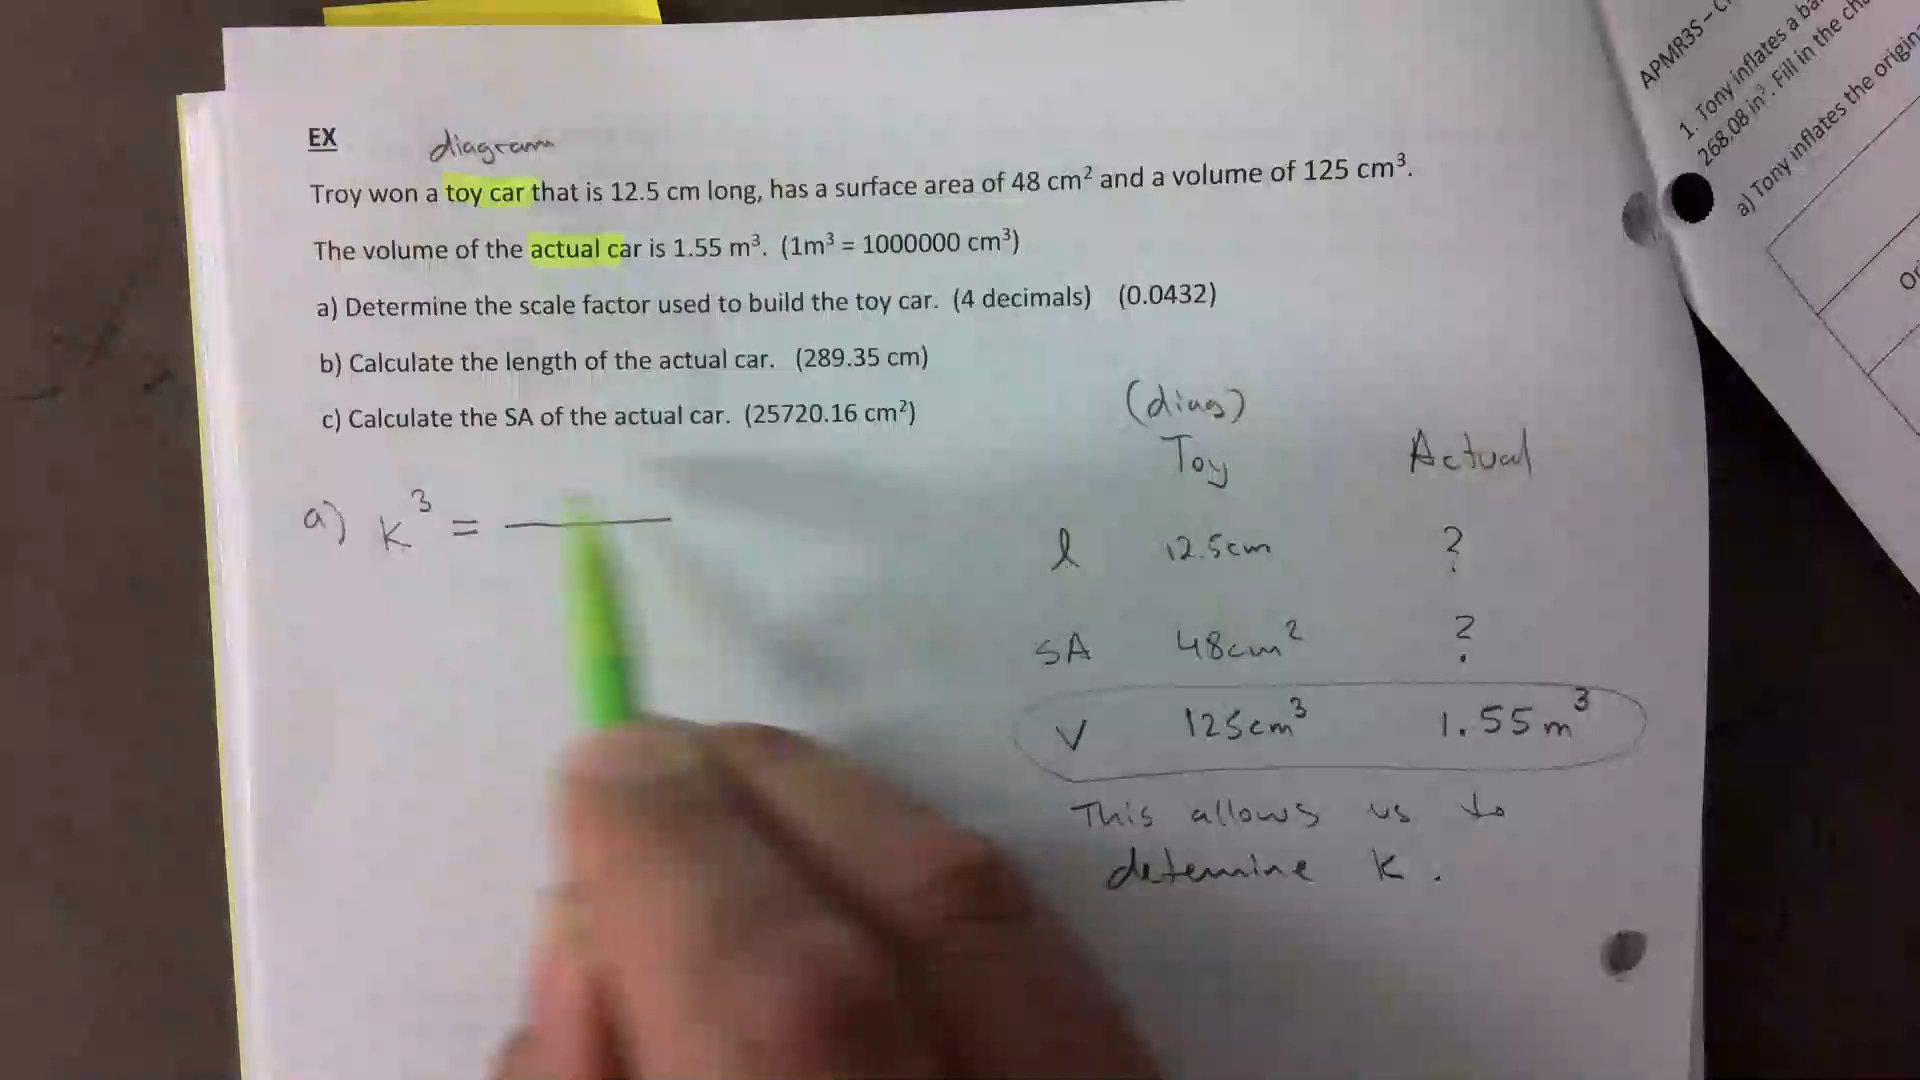 EX
diagram
Troy won a toy car that is 12.5 cm long, has a surface area of 48 cm² and a volume of 125 cm³.
The volume of the actual car is 1.55 m³. (1m³ = 1000000 cm³)
a) Determine the scale factor used to build the toy car. (4 decimals) (0.0432)
b) Calculate the length of the actual car. (289.35 cm)
c) Calculate the SA of the actual car. (25720.16 cm²)
a) K³ =
(diag)
Toy Actual
l 12.5cm ?
SA 48cm² ?
V 125cm³ 1.55m³
This allows us to
determine K.
APMR3S –
1. Tony inflates a
268.08 in³. Fill in the
a) Tony inflates the